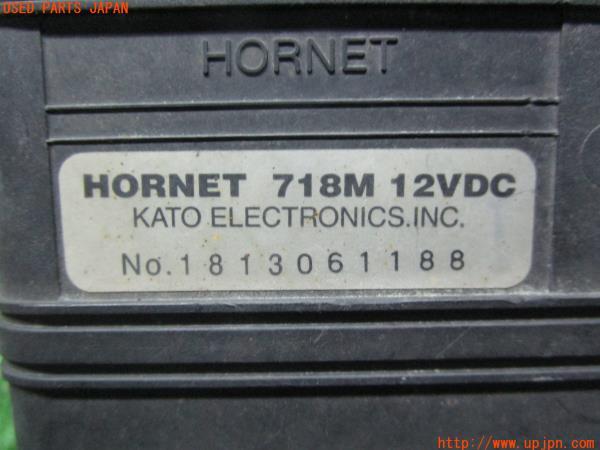 USED PARTS JAPAN
HORNET
HORNET 718M 12VDC
KATO ELECTRONICS.INC.
No.1813061188
http://www.upjpn.com/